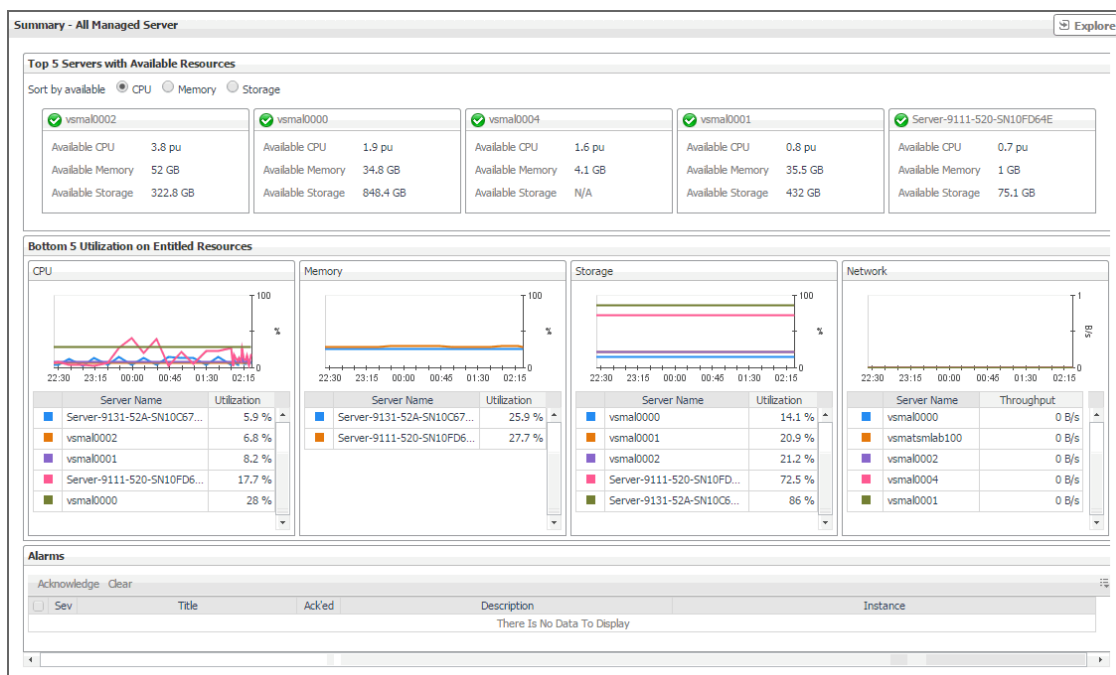 Summary - All Managed Server
Explore
Top 5 Servers with Available Resources
Sort by available CPU Memory Storage
vsmal0002
Available CPU 3.8 pu
Available Memory 52 GB
Available Storage 322.8 GB
vsmal0000
Available CPU 1.9 pu
Available Memory 34.8 GB
Available Storage 848.4 GB
vsmal0004
Available CPU 1.6 pu
Available Memory 4.1 GB
Available Storage N/A
vsmal0001
Available CPU 0.8 pu
Available Memory 35.5 GB
Available Storage 432 GB
Server-9111-520-SN10FD64E
Available CPU 0.7 pu
Available Memory 1 GB
Available Storage 75.1 GB
Bottom 5 Utilization on Entitled Resources
CPU
100
%
0
22:30 23:15 00:00 00:45 01:30 02:15
Server Name Utilization
Server-9131-52A-SN10C67... 5.9 %
vsmal0002 6.8 %
vsmal0001 8.2 %
Server-9111-520-SN10FD6... 17.7 %
vsmal0000 28 %
Memory
100
%
0
22:30 23:15 00:00 00:45 01:30 02:15
Server Name Utilization
Server-9131-52A-SN10C67... 25.9 %
Server-9111-520-SN10FD6... 27.7 %
Storage
100
%
0
22:30 23:15 00:00 00:45 01:30 02:15
Server Name Utilization
vsmal0000 14.1 %
vsmal0001 20.9 %
vsmal0002 21.2 %
Server-9111-520-SN10FD... 72.5 %
Server-9131-52A-SN10C6... 86 %
Network
1
B/s
0
22:30 23:15 00:00 00:45 01:30 02:15
Server Name Throughput
vsmal0000 0 B/s
vsmatsmlab100 0 B/s
vsmal0002 0 B/s
vsmal0004 0 B/s
vsmal0001 0 B/s
Alarms
Acknowledge Clear
Sev Title Ack'ed Description Instance
There Is No Data To Display